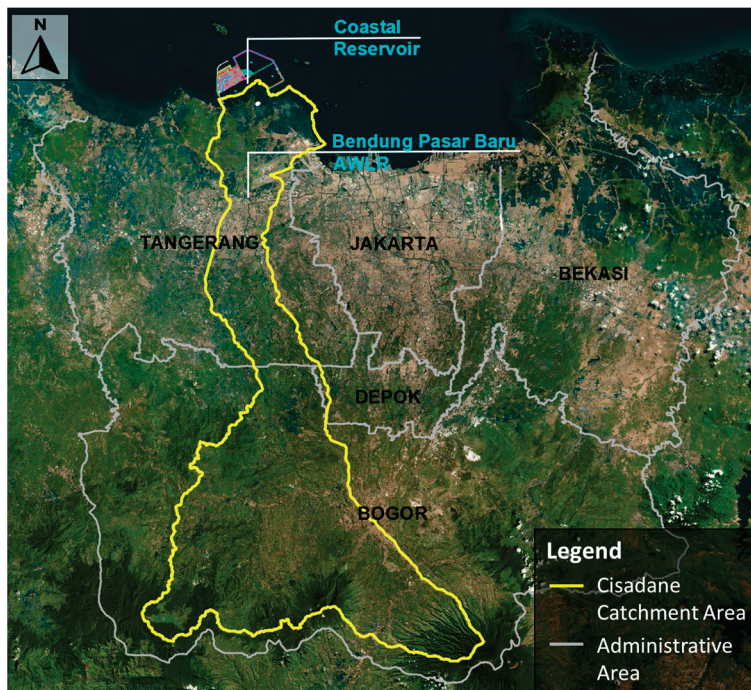 N
Coastal
Reservoir
Bendung Pasar Baru
AWLR
TANGERANG
JAKARTA
BEKASI
DEPOK
BOGOR
Legend
Cisadane
Catchment Area
Administrative
Area